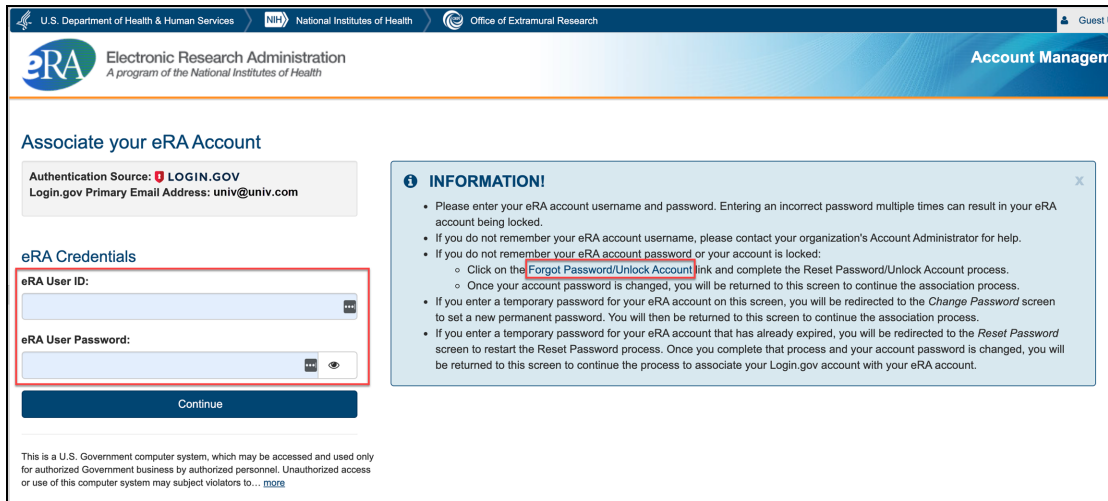 U.S. Department of Health & Human Services
NIH National Institutes of Health
Office of Extramural Research
Guest
eRA
Electronic Research Administration
A program of the National Institutes of Health
Account Managem
Associate your eRA Account
Authentication Source: LOGIN.GOV
Login.gov Primary Email Address: univ@univ.com
eRA Credentials
eRA User ID:
eRA User Password:
Continue
This is a U.S. Government computer system, which may be accessed and used only
for authorized Government business by authorized personnel. Unauthorized access
or use of this computer system may subject violators to… more
INFORMATION!
X
• Please enter your eRA account username and password. Entering an incorrect password multiple times can result in your eRA
account being locked.
• If you do not remember your eRA account username, please contact your organization's Account Administrator for help.
• If you do not remember your eRA account password or your account is locked:
○ Click on the Forgot Password/Unlock Account link and complete the Reset Password/Unlock Account process.
○ Once your account password is changed, you will be returned to this screen to continue the association process.
• If you enter a temporary password for your eRA account on this screen, you will be redirected to the Change Password screen
to set a new permanent password. You will then be returned to this screen to continue the association process.
• If you enter a temporary password for your eRA account that has already expired, you will be redirected to the Reset Password
screen to restart the Reset Password process. Once you complete that process and your account password is changed, you will
be returned to this screen to continue the process to associate your Login.gov account with your eRA account.